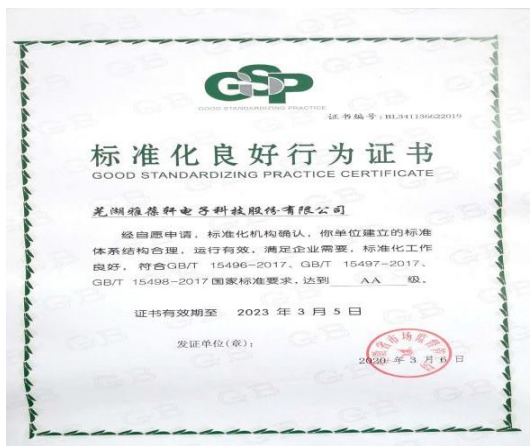 GSP
GOOD STANDARDIZING PRACTICE
证书编号:BL341136622019
标准化良好行为证书
GOOD STANDARDIZING PRACTICE CERTIFICATE
芜湖雅葆轩电子科技股份有限公司
经自愿申请,标准化机构确认,你单位建立的标准
体系结构合理,运行有效,满足企业需要,标准化工作
良好,符合GB/T 15496-2017、GB/T 15497-2017、
GB/T 15498-2017国家标准要求,达到 AA 级。
证书有效期至 2023 年 3 月 5 日
发证单位(章):
2020 年 3 月 6 日